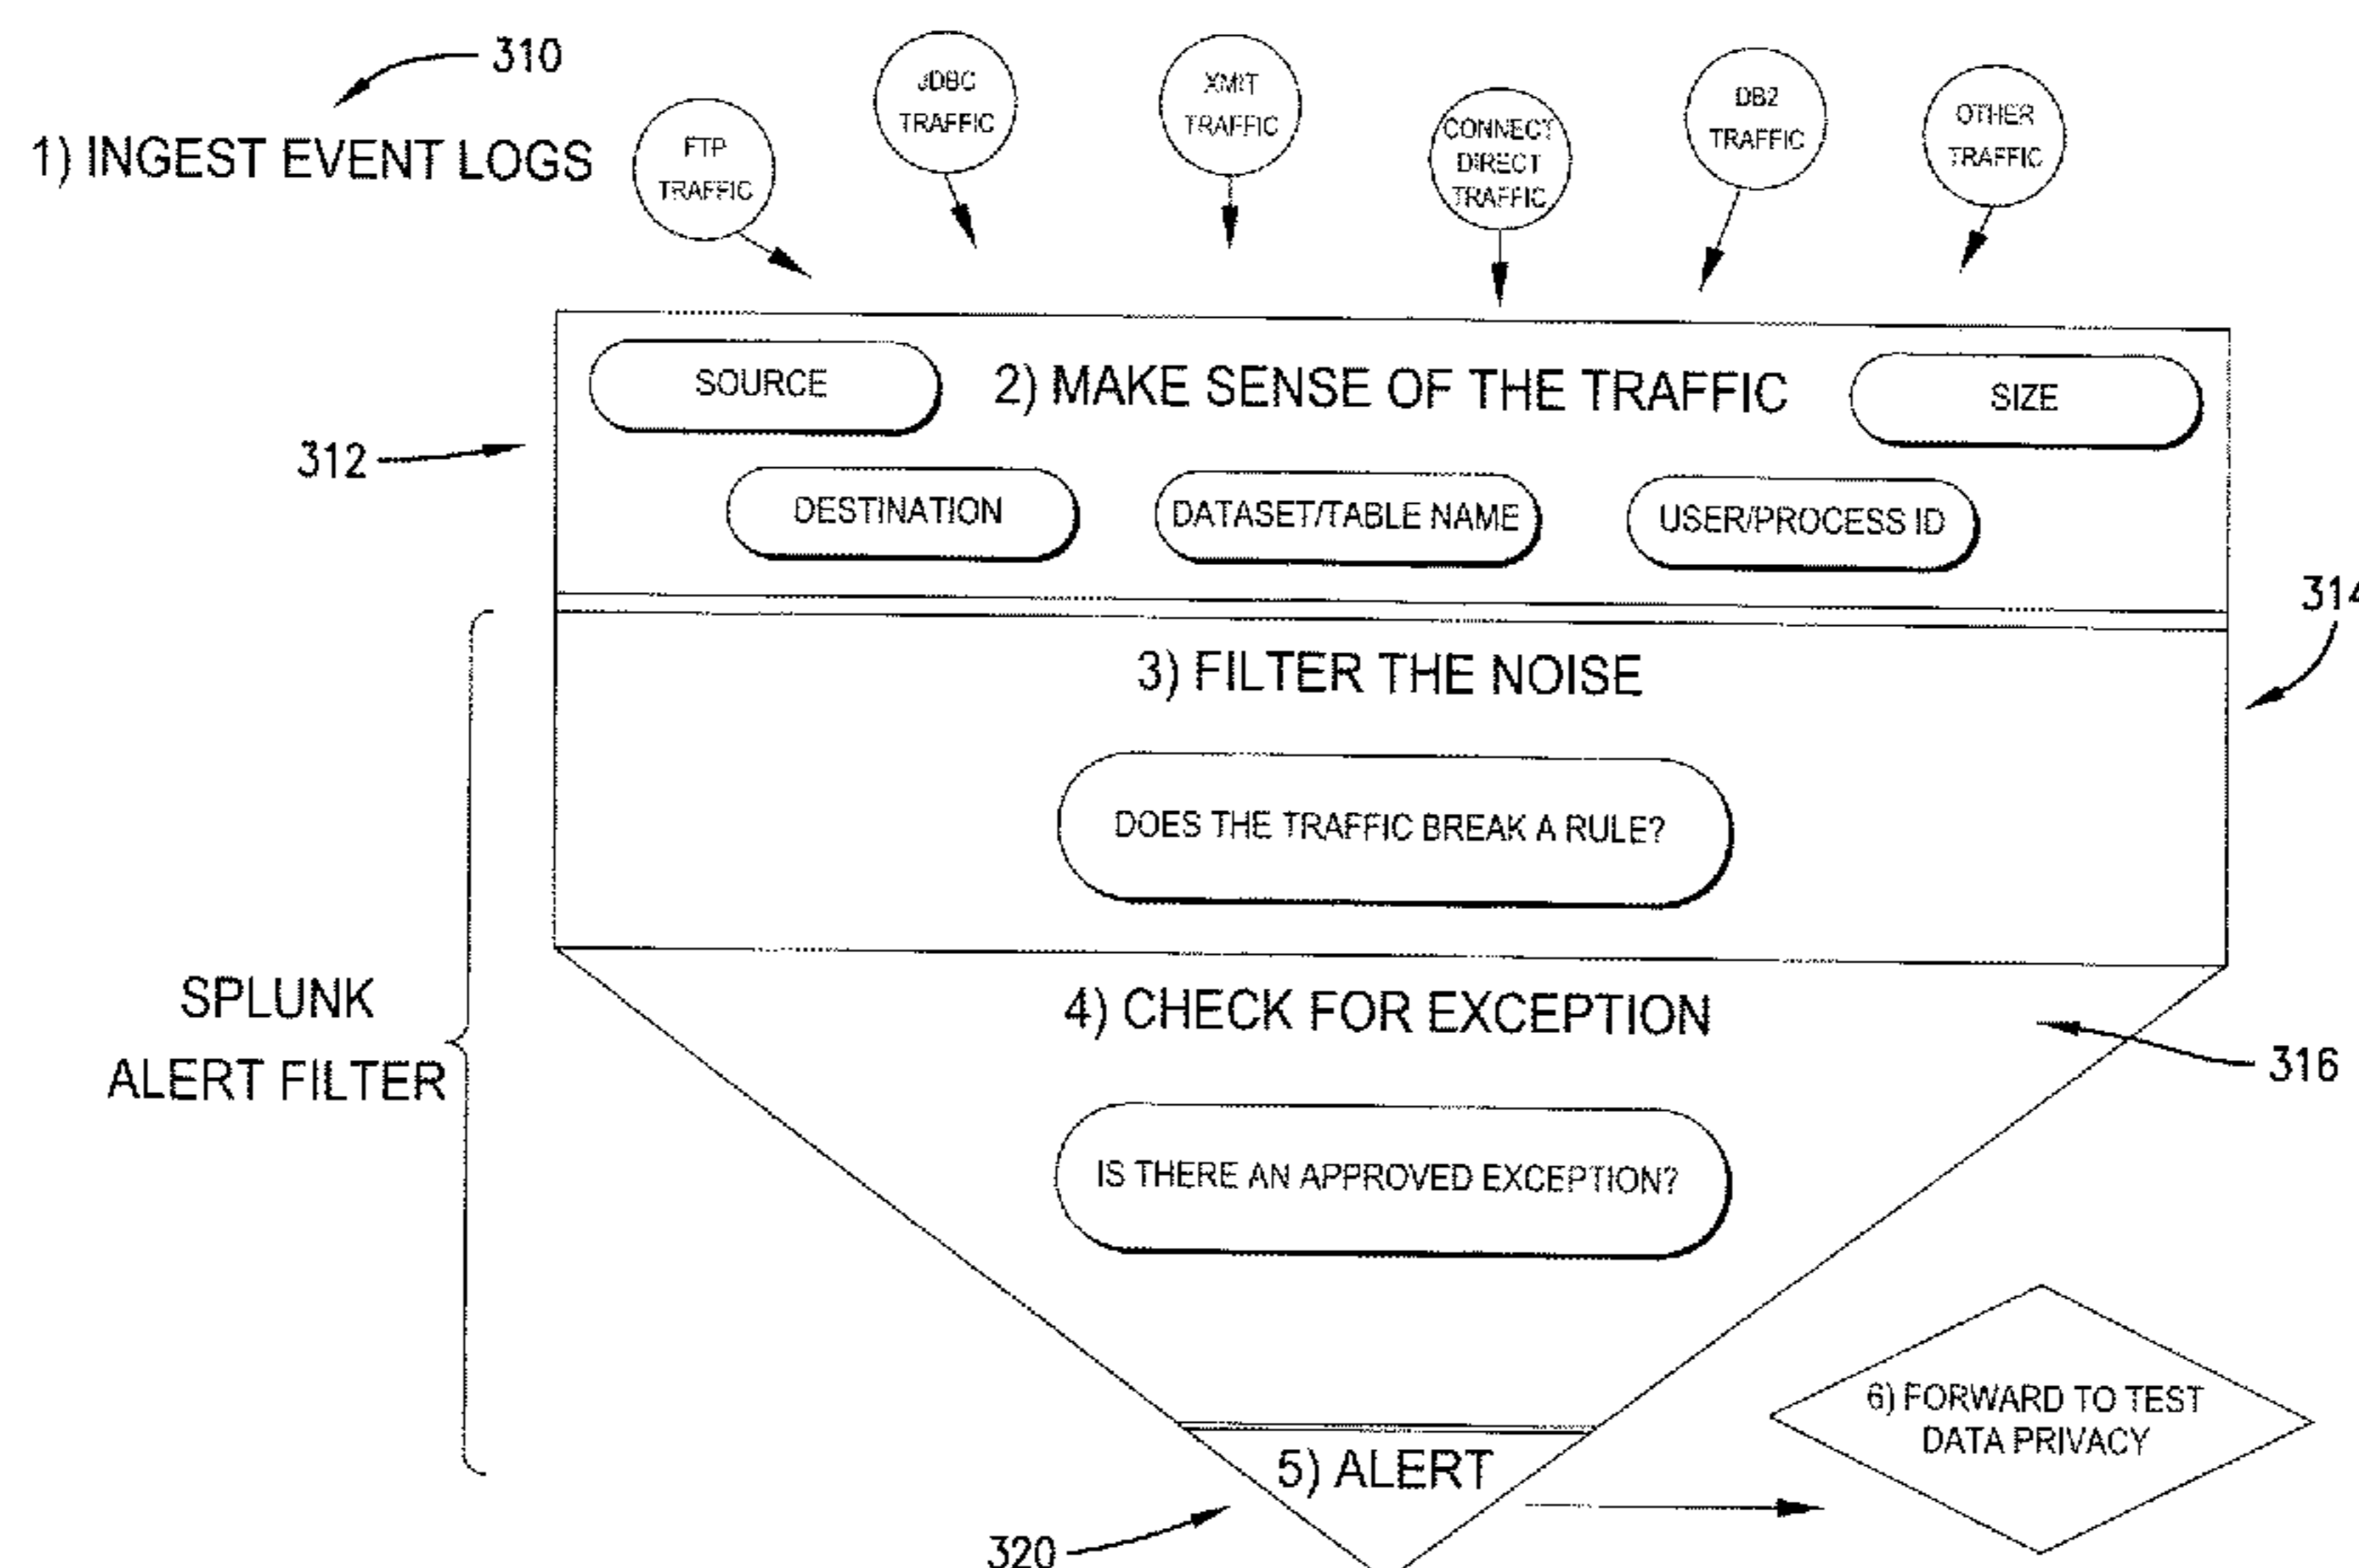 310
1) INGEST EVENT LOGS
FTP
TRAFFIC
JDBC
TRAFFIC
XMIT
TRAFFIC
CONNECT
DIRECT
TRAFFIC
DB2
TRAFFIC
OTHER
TRAFFIC
SOURCE
2) MAKE SENSE OF THE TRAFFIC
SIZE
312
DESTINATION
DATASET/TABLE NAME
USER/PROCESS ID
314
3) FILTER THE NOISE
DOES THE TRAFFIC BREAK A RULE?
SPLUNK
ALERT FILTER
4) CHECK FOR EXCEPTION
316
IS THERE AN APPROVED EXCEPTION?
6) FORWARD TO TEST
DATA PRIVACY
5) ALERT
320